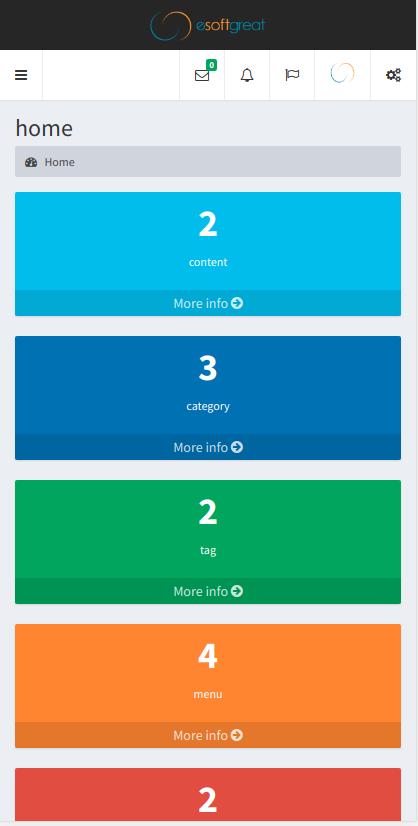 esoftgreat
0
home
Home
2
content
More info
3
category
More info
2
tag
More info
4
menu
More info
2